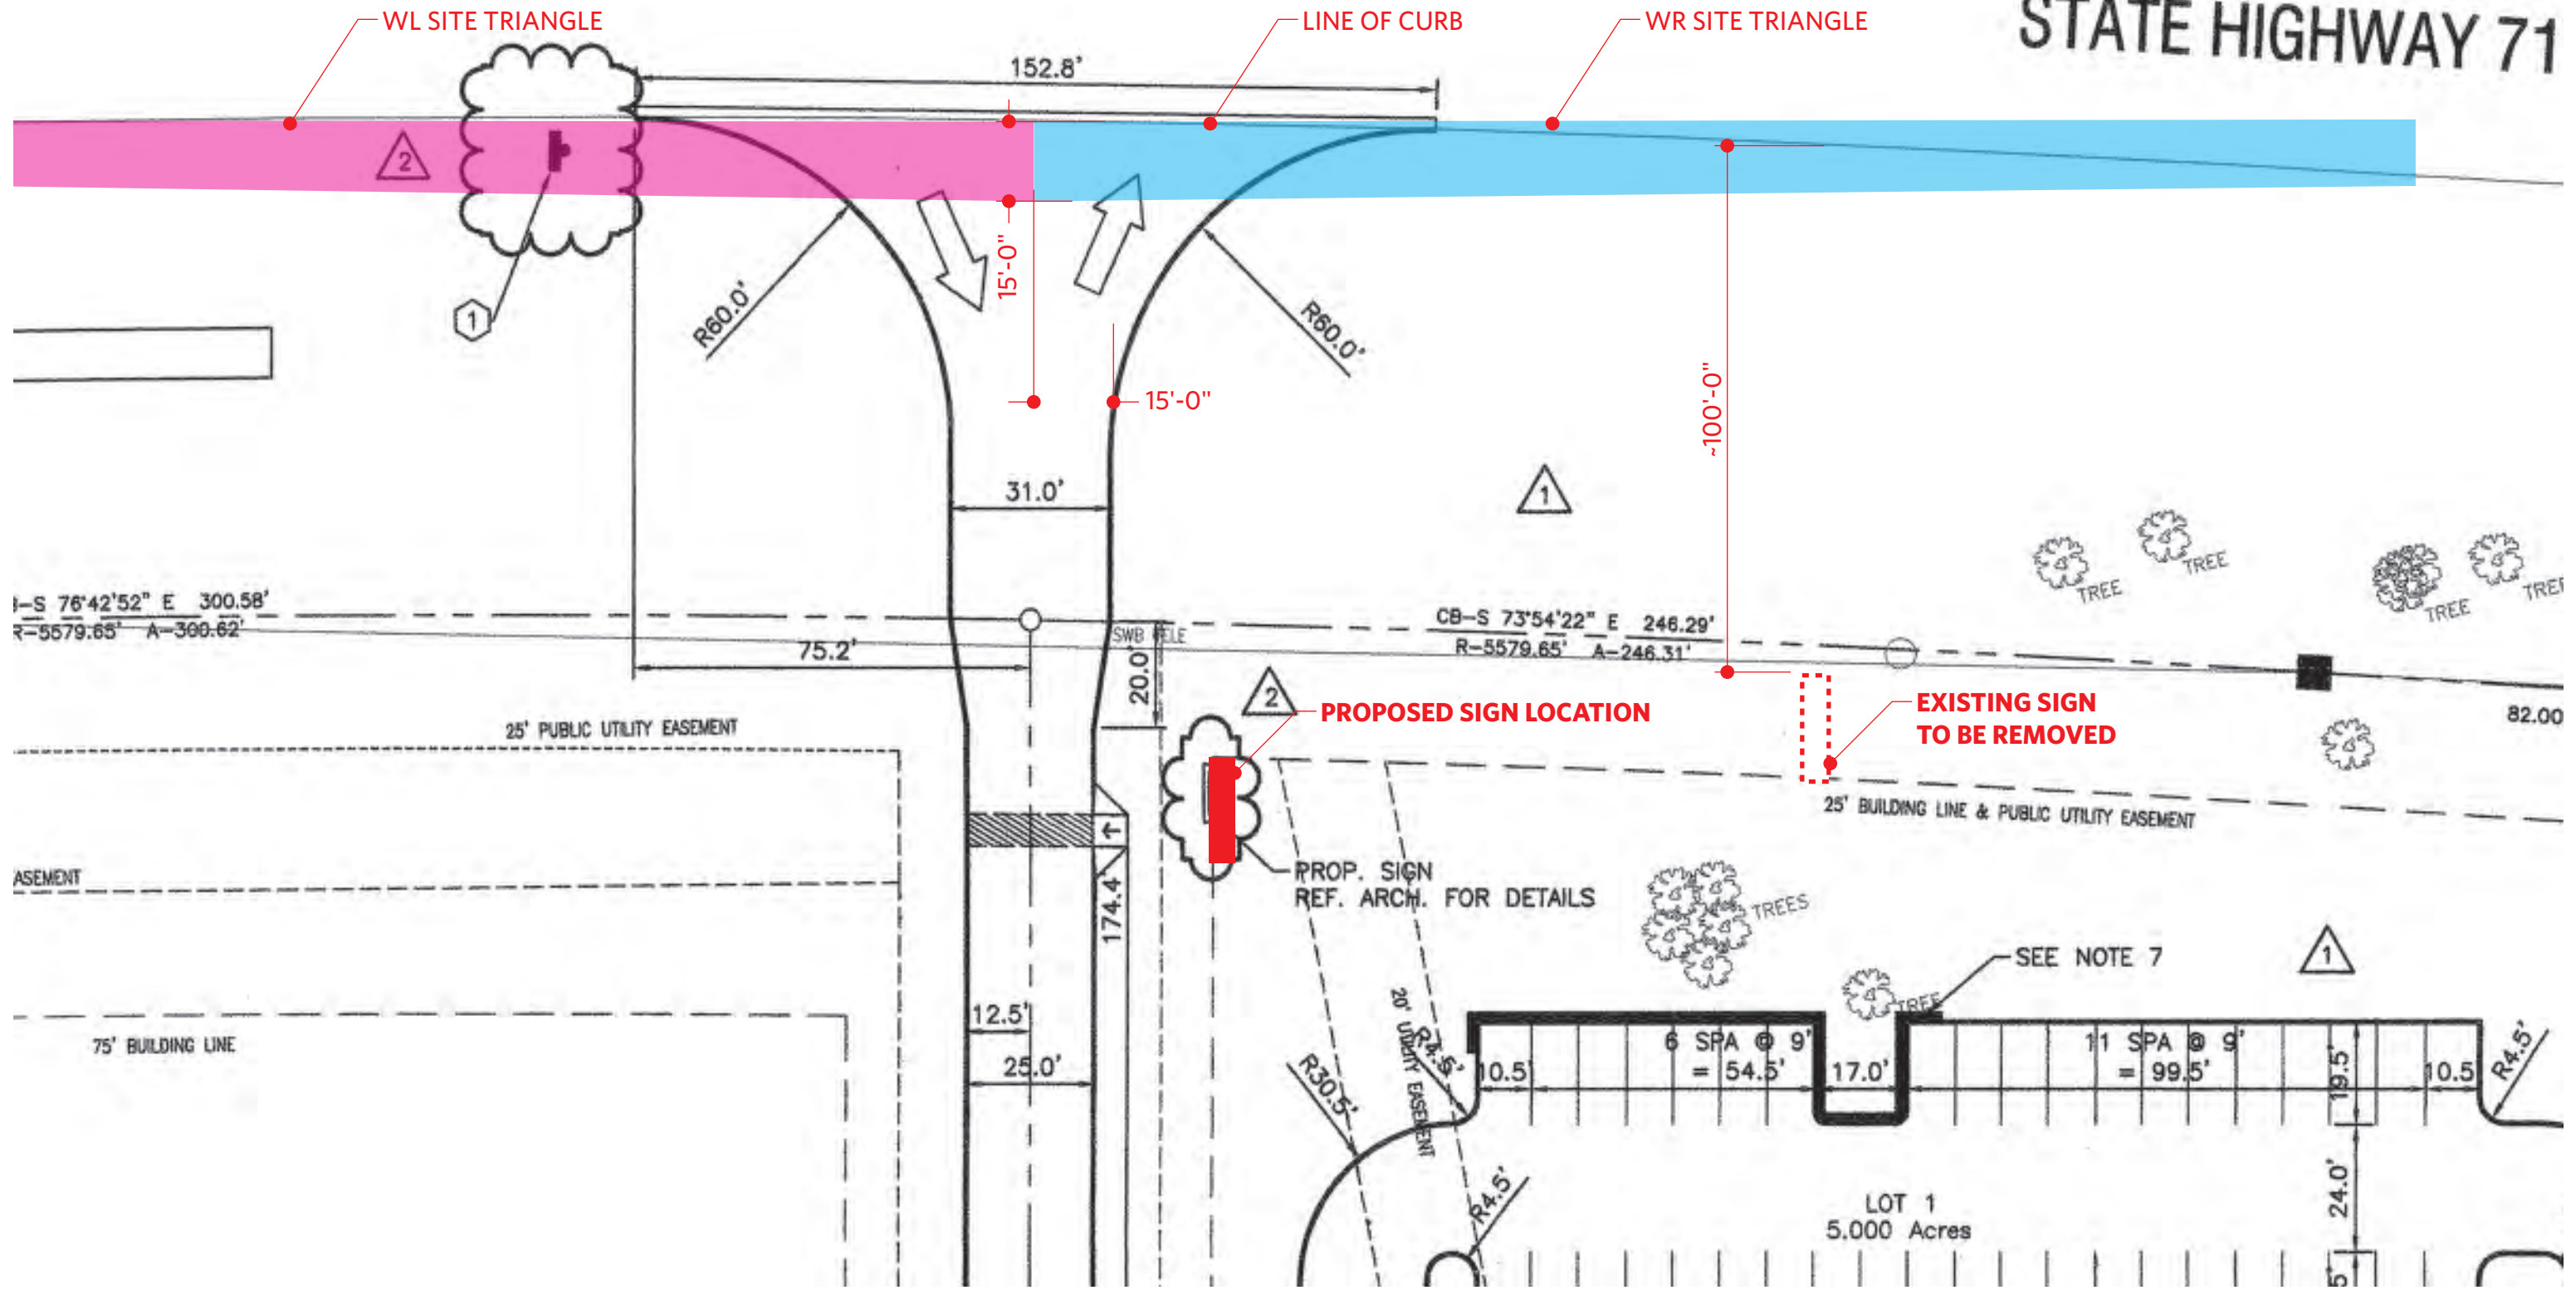 WL SITE TRIANGLE
LINE OF CURB
WR SITE TRIANGLE
STATE HIGHWAY 71
152.8'
2
15'-0"
R60.0'
R60.0'
1
15'-0"
~100'-0"
31.0'
1
TREE
TREE
TREE
-S 76°42'52" E 300.58'
R-5579.65' A-300.62'
75.2'
SWB TELE
20.0'
CB-S 73°54'22" E 246.29'
R-5579.65' A-246.31'
2
PROPOSED SIGN LOCATION
EXISTING SIGN
TO BE REMOVED
82.00
25' PUBLIC UTILITY EASEMENT
25' BUILDING LINE & PUBLIC UTILITY EASEMENT
ASEMENT
174.4
PROP. SIGN
REF. ARCH. FOR DETAILS
TREES
SEE NOTE 7
1
TREE
75' BUILDING LINE
12.5'
25.0'
20' UTILITY EASEMENT
R4.5'
R30.5'
10.5'
6 SPA @ 9'
= 54.5'
17.0'
11 SPA @ 9'
= 99.5'
19.5'
10.5
R4.5'
R4.5'
LOT 1
5.000 Acres
24.0'